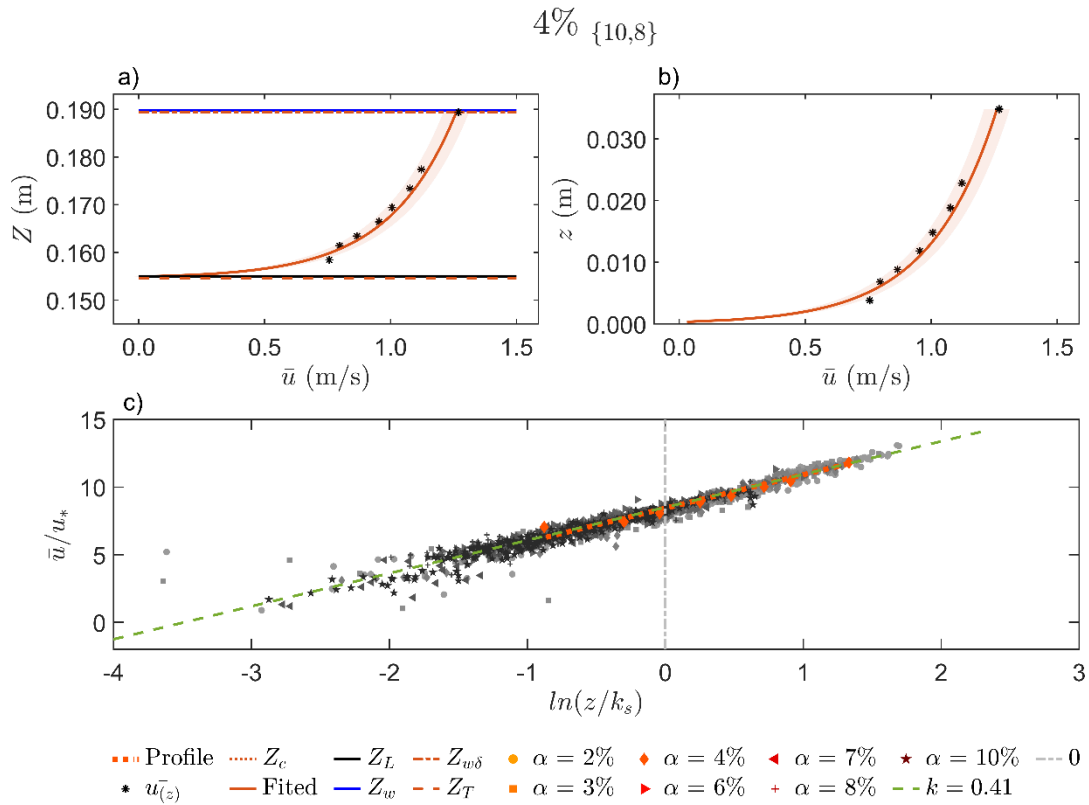 4% {10,8}
a)
b)
0.190
0.180
0.170
0.160
0.150
Z (m)
0.0
0.5
1.0
1.5
ū (m/s)
0.030
0.020
0.010
0.000
z (m)
0.0
0.5
1.0
1.5
ū (m/s)
c)
15
10
5
0
ū/u*
-4
-3
-2
-1
0
1
2
3
ln(z/ks)
Profile Zc ZL Zwδ α = 2% α = 4% α = 7% α = 10% 0
ū(z) Fited Zw ZT α = 3% α = 6% α = 8% k = 0.41